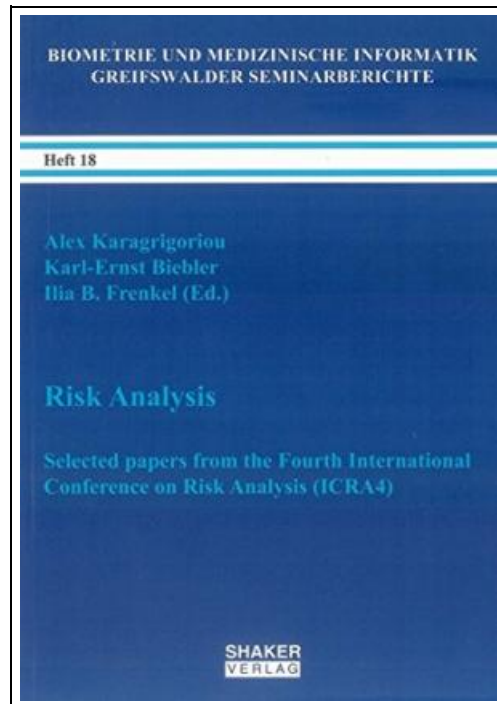 BIOMETRIE UND MEDIZINISCHE INFORMATIK
GREIFSWALDER SEMINARBERICHTE
Heft 18
Alex Karagrigoriou
Karl-Ernst Biebler
Ilia B. Frenkel (Ed.)
Risk Analysis
Selected papers from the Fourth International
Conference on Risk Analysis (ICRA4)
SHAKER
VERLAG